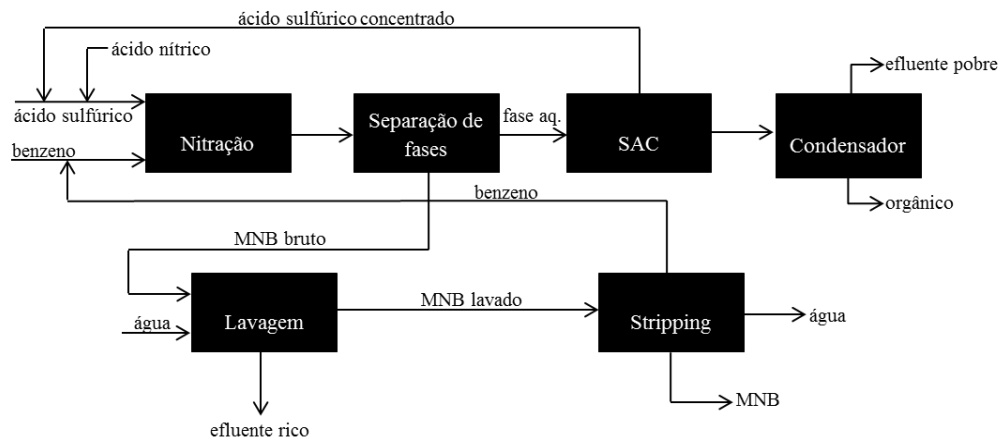 ácido sulfúrico concentrado
ácido nítrico
ácido sulfúrico
benzeno
Nitração
Separação de
fases
fase aq.
SAC
Condensador
efluente pobre
orgânico
benzeno
MNB bruto
água
Lavagem
MNB lavado
Stripping
água
MNB
efluente rico